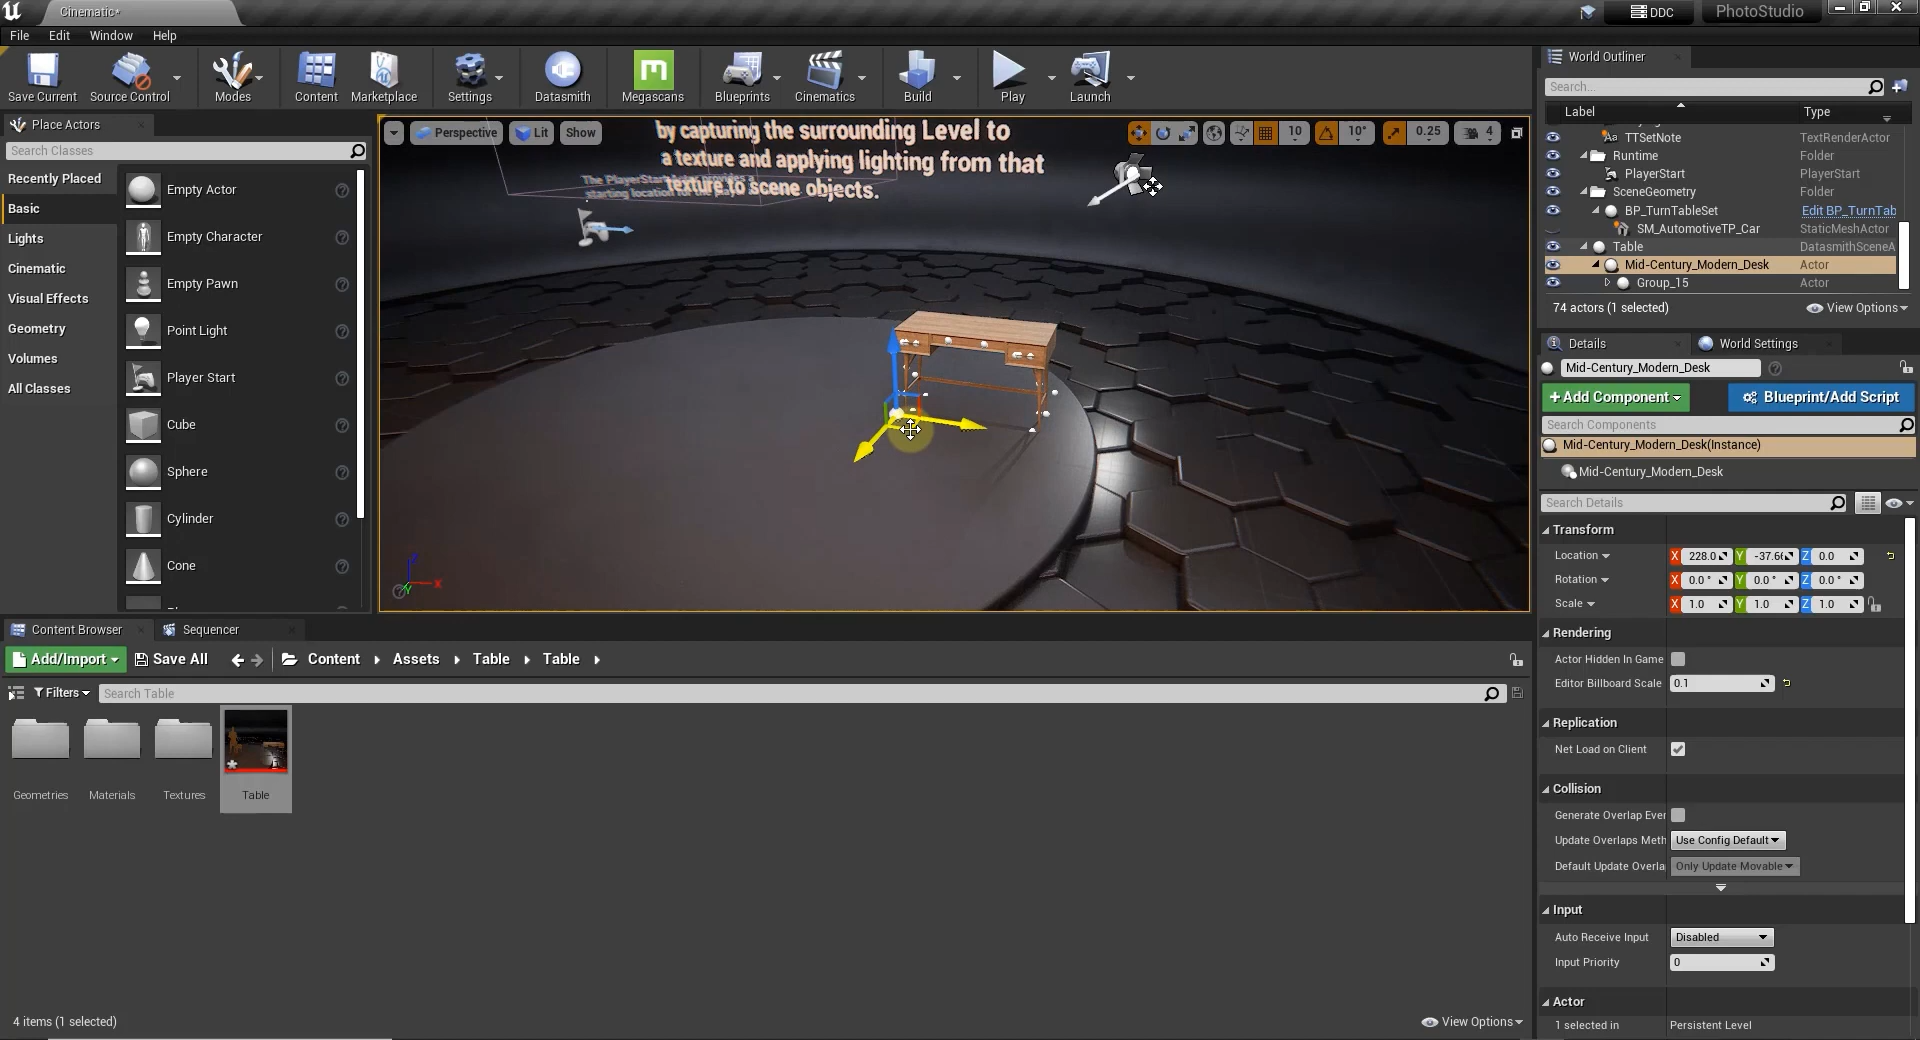 Cinematic*
DDC
PhotoStudio
File Edit Window Help
Save Current
Source Control
Modes
Content
Marketplace
Settings
Datasmith
Megascans
Blueprints
Cinematics
Build
Play
Launch
Place Actors
Search Classes
Recently Placed
Basic
Lights
Cinematic
Visual Effects
Geometry
Volumes
All Classes
Empty Actor
Empty Character
Empty Pawn
Point Light
Player Start
Cube
Sphere
Cylinder
Cone
Perspective Lit Show
10 10° 0.25 4
by capturing the surrounding Level to
a texture and applying lighting from that
texture to scene objects.
World Outliner
Search...
Label Type
TTSetNote TextRenderActor
Runtime Folder
PlayerStart PlayerStart
SceneGeometry Folder
BP_TurnTableSet Edit BP_TurnTab
SM_AutomotiveTP_Car StaticMeshActor
Table DatasmithSceneA
Mid-Century_Modern_Desk Actor
Group_15 Actor
74 actors (1 selected) View Options
Details World Settings
Mid-Century_Modern_Desk
+Add Component Blueprint/Add Script
Search Components
Mid-Century_Modern_Desk(Instance)
Mid-Century_Modern_Desk
Search Details
Transform
Location X 228.0 Y -37.6 Z 0.0
Rotation X 0.0 ° Y 0.0 ° Z 0.0 °
Scale X 1.0 Y 1.0 Z 1.0
Rendering
Actor Hidden In Game
Editor Billboard Scale 0.1
Replication
Net Load on Client
Collision
Generate Overlap Even
Update Overlaps Meth Use Config Default
Default Update Overla Only Update Movable
Input
Auto Receive Input Disabled
Input Priority 0
Actor
1 selected in Persistent Level
Content Browser Sequencer
Add/Import Save All Content Assets Table Table
Filters Search Table
Geometries
Materials
Textures
Table
4 items (1 selected)
View Options